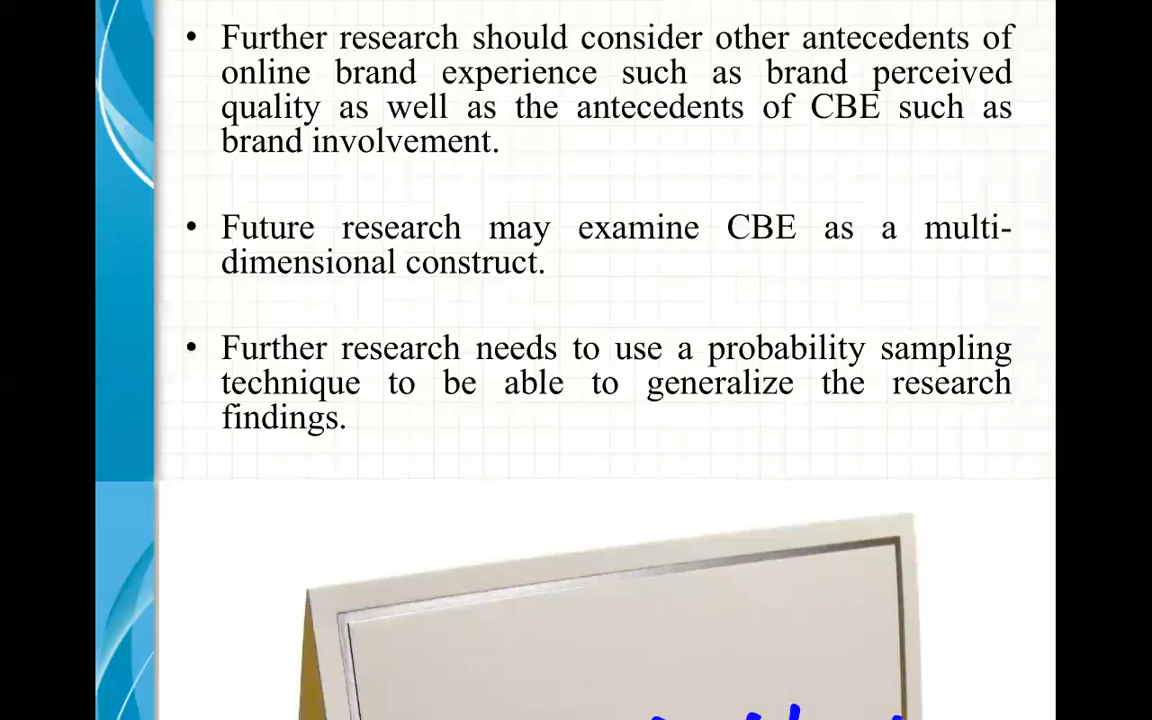 • Further research should consider other antecedents of
online brand experience such as brand perceived
quality as well as the antecedents of CBE such as
brand involvement.
• Future research may examine CBE as a multi-
dimensional construct.
• Further research needs to use a probability sampling
technique to be able to generalize the research
findings.